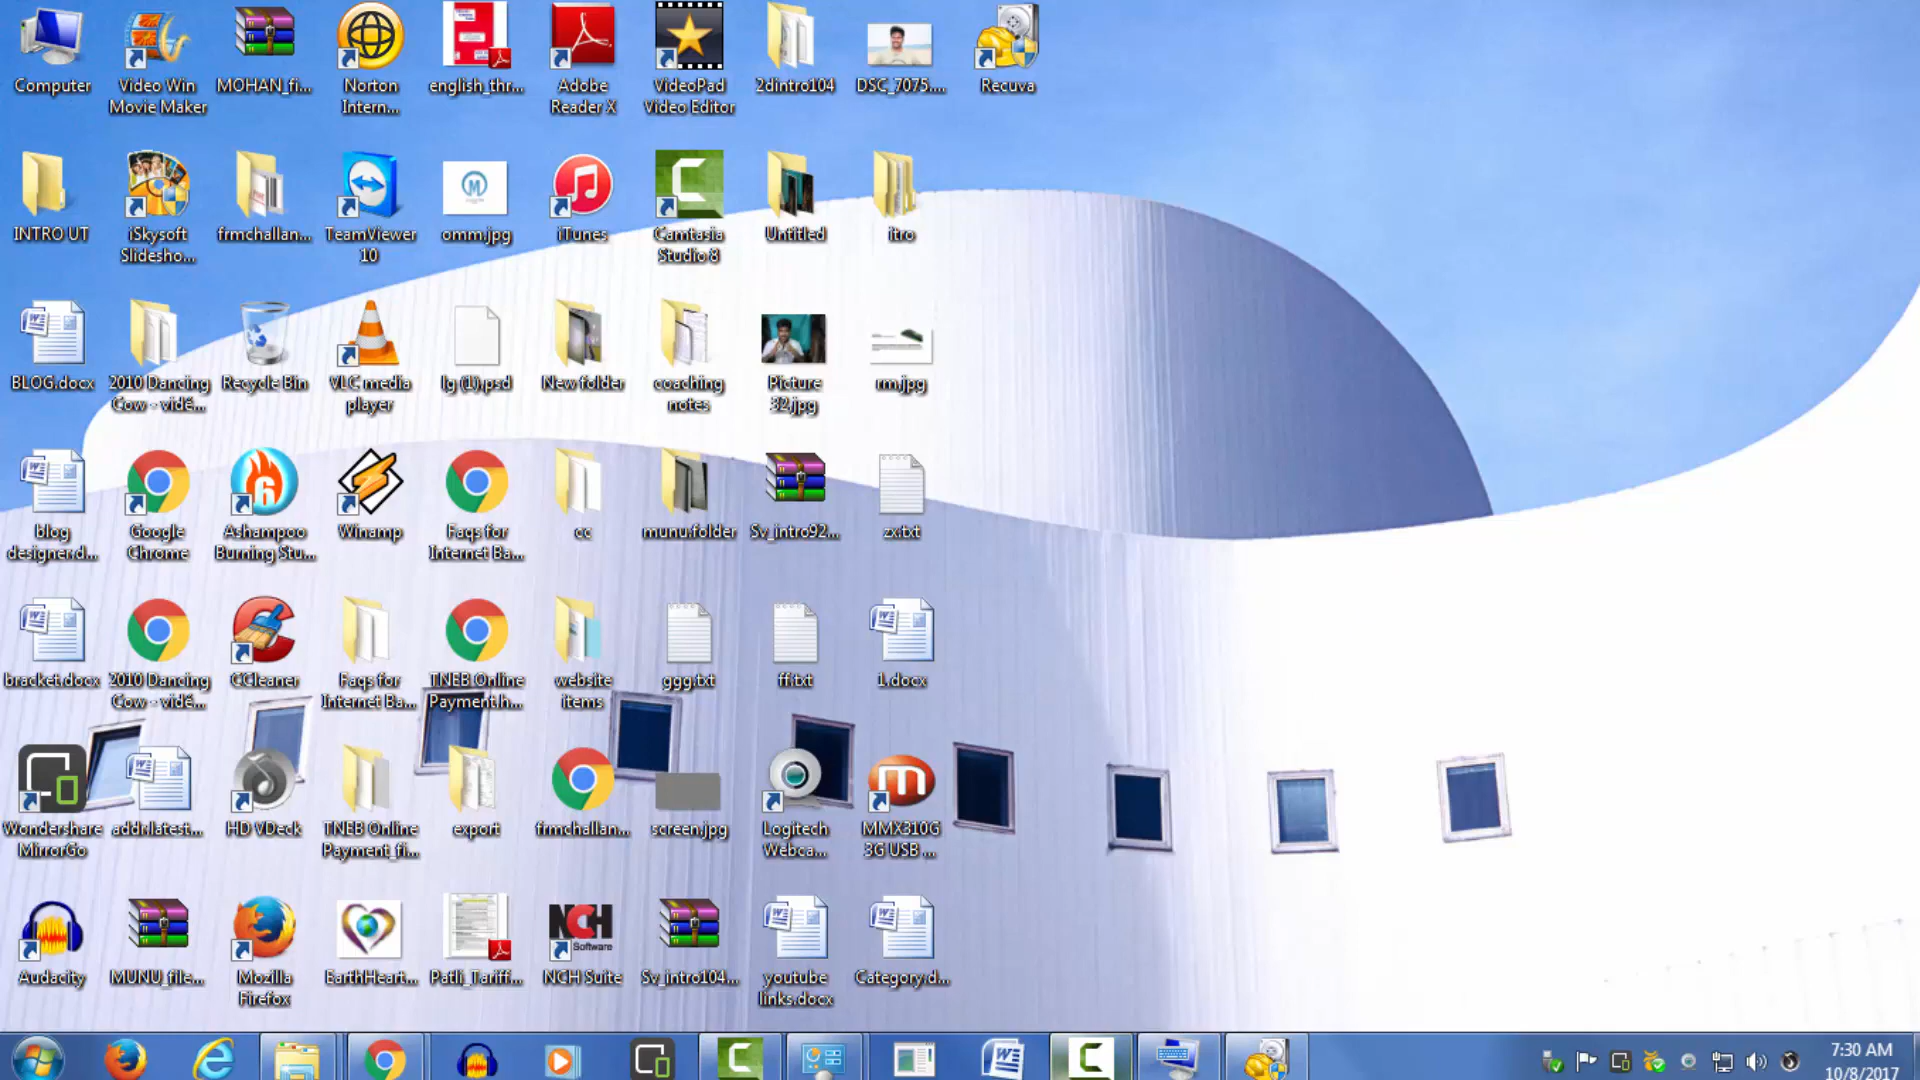 Computer
Video Win
Movie Maker
MOHAN_fi...
Norton
Intern...
english_thr...
Adobe
Reader X
VideoPad
Video Editor
2dintro104
DSC_7075....
Recuva
INTRO UT
iSkysoft
Slidesho...
frmchallan...
TeamViewer
10
M
omm.jpg
iTunes
Camtasia
Studio 8
Untitled
itro
BLOG.docx
2010 Dancing
Cow - vidé...
Recycle Bin
VLC media
player
lg (1).psd
New folder
coaching
notes
Picture
32.jpg
rm.jpg
blog
designer.d...
Google
Chrome
6
Ashampoo
Burning Stu...
Winamp
Faqs for
Internet Ba...
cc
munu.folder
Sv_intro92...
zx.txt
bracket.docx
2010 Dancing
Cow - vidé...
CCleaner
Faqs for
Internet Ba...
TNEB Online
Payment.h...
website
items
ggg.txt
ff.txt
1.docx
Wondershare
MirrorGo
addr.latest...
HD VDeck
TNEB Online
Payment_fi...
export
frmchallan...
screen.jpg
Logitech
Webca...
MMX310G
3G USB ...
Audacity
MUNU_file...
Mozilla
Firefox
EarthHeart...
Patli_Tariff...
NCH
Software
NCH Suite
Sv_intro104...
youtube
links.docx
Category.d...
7:30 AM
10/8/2017